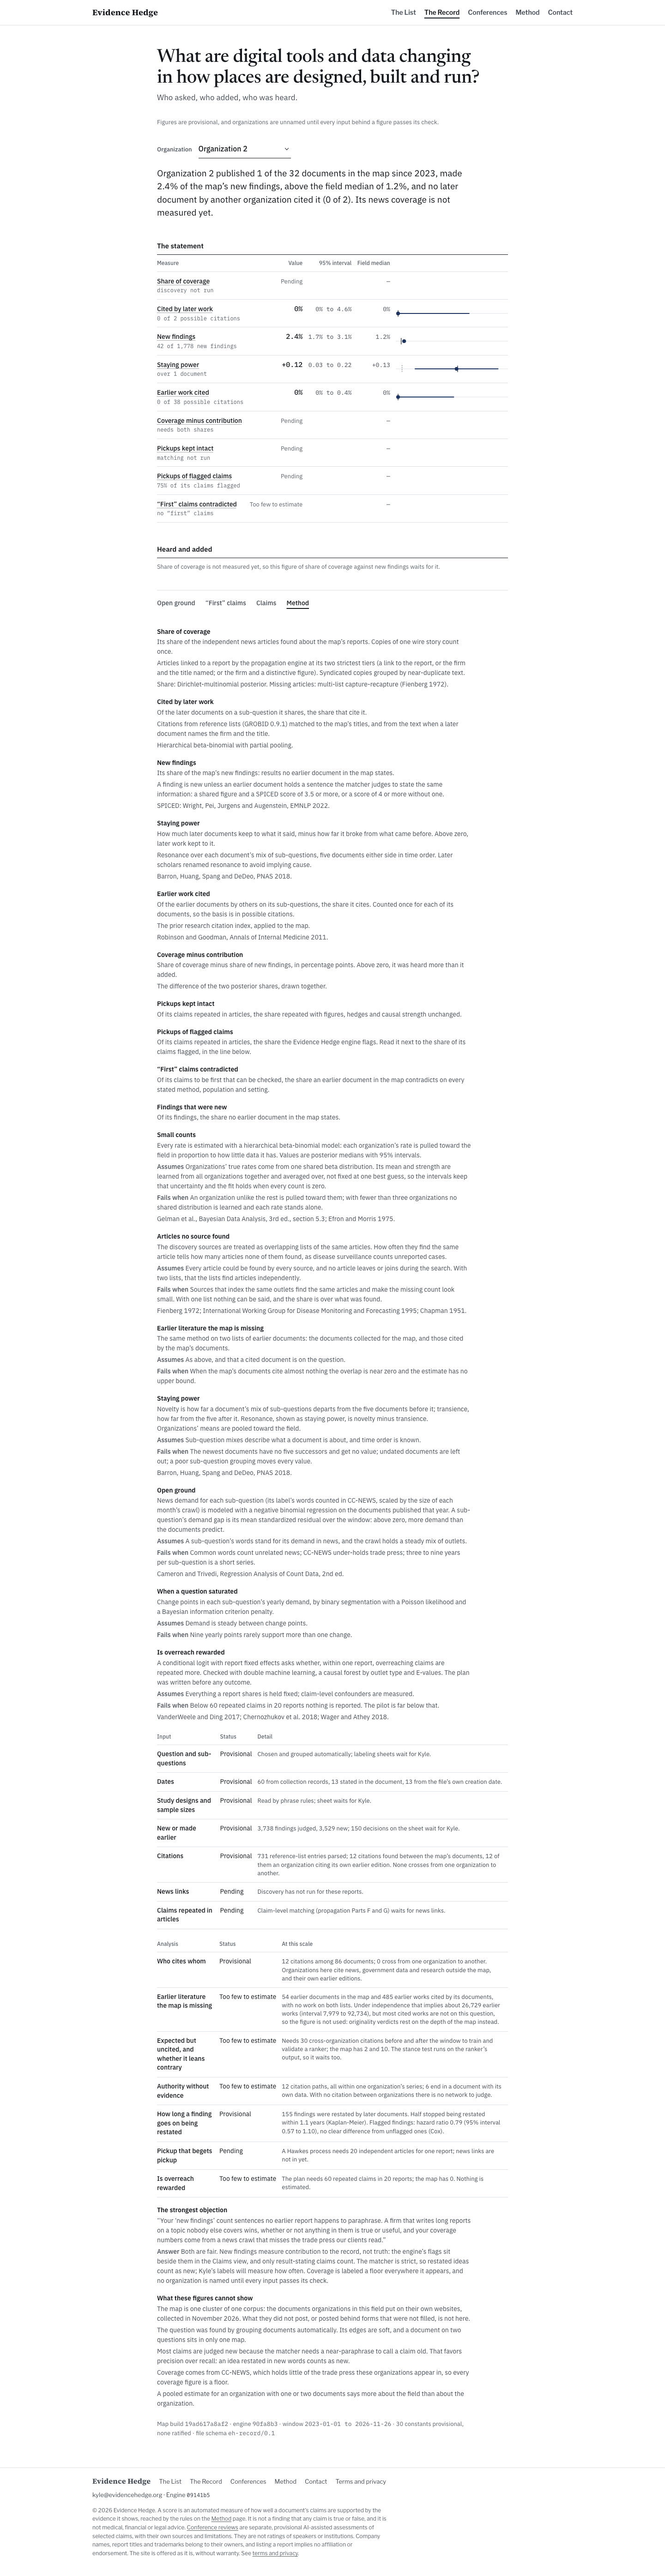 Evidence Hedge
The List The Record Conferences Method Contact
What are digital tools and data changing
in how places are designed, built and run?
Who asked, who added, who was heard.
Figures are provisional, and organizations are unnamed until every input behind a figure passes its check.
Organization Organization 2
Organization 2 published 1 of the 32 documents in the map since 2023, made
2.4% of the map's new findings, above the field median of 1.2%, and no later
document by another organization cited it (0 of 2). Its news coverage is not
measured yet.
The statement
Measure Value 95% interval Field median
Share of coverage Pending –
discovery not run
Cited by later work 0% 0% to 4.6% 0%
0 of 2 possible citations
New findings 2.4% 1.7% to 3.1% 1.2%
42 of 1,778 new findings
Staying power +0.12 0.03 to 0.22 +0.13
over 1 document
Earlier work cited 0% 0% to 0.4% 0%
0 of 38 possible citations
Coverage minus contribution Pending –
needs both shares
Pickups kept intact Pending –
matching not run
Pickups of flagged claims Pending –
75% of its claims flagged
"First" claims contradicted Too few to estimate –
no "first" claims
Heard and added
Share of coverage is not measured yet, so this figure of share of coverage against new findings waits for it.
Open ground "First" claims Claims Method
Share of coverage
Its share of the independent news articles found about the map's reports. Copies of one wire story count
once.
Articles linked to a report by the propagation engine at its two strictest tiers (a link to the report, or the firm
and the title named; or the firm and a distinctive figure). Syndicated copies grouped by near-duplicate text.
Share: Dirichlet-multinomial posterior. Missing articles: multi-list capture-recapture (Fienberg 1972).
Cited by later work
Of the later documents on a sub-question it shares, the share that cite it.
Citations from reference lists (GROBID 0.9.1) matched to the map's titles, and from the text when a later
document names the firm and the title.
Hierarchical beta-binomial with partial pooling.
New findings
Its share of the map's new findings: results no earlier document in the map states.
A finding is new unless an earlier document holds a sentence the matcher judges to state the same
information: a shared figure and a SPICED score of 3.5 or more, or a score of 4 or more without one.
SPICED: Wright, Pei, Jurgens and Augenstein, EMNLP 2022.
Staying power
How much later documents keep to what it said, minus how far it broke from what came before. Above zero,
later work kept to it.
Resonance over each document's mix of sub-questions, five documents either side in time order. Later
scholars renamed resonance to avoid implying cause.
Barron, Huang, Spang and DeDeo, PNAS 2018.
Earlier work cited
Of the earlier documents by others on its sub-questions, the share it cites. Counted once for each of its
documents, so the basis is in possible citations.
The prior research citation index, applied to the map.
Robinson and Goodman, Annals of Internal Medicine 2011.
Coverage minus contribution
Share of coverage minus share of new findings, in percentage points. Above zero, it was heard more than it
added.
The difference of the two posterior shares, drawn together.
Pickups kept intact
Of its claims repeated in articles, the share repeated with figures, hedges and causal strength unchanged.
Pickups of flagged claims
Of its claims repeated in articles, the share the Evidence Hedge engine flags. Read it next to the share of its
claims flagged, in the line below.
"First" claims contradicted
Of its claims to be first that can be checked, the share an earlier document in the map contradicts on every
stated method, population and setting.
Findings that were new
Of its findings, the share no earlier document in the map states.
Small counts
Every rate is estimated with a hierarchical beta-binomial model: each organization's rate is pulled toward the
field in proportion to how little data it has. Values are posterior medians with 95% intervals.
Assumes Organizations' true rates come from one shared beta distribution. Its mean and strength are
learned from all organizations together and averaged over, not fixed at one best guess, so the intervals keep
that uncertainty and the fit holds when every count is zero.
Fails when An organization unlike the rest is pulled toward them; with fewer than three organizations no
shared distribution is learned and each rate stands alone.
Gelman et al., Bayesian Data Analysis, 3rd ed., section 5.3; Efron and Morris 1975.
Articles no source found
The discovery sources are treated as overlapping lists of the same articles. How often they find the same
article tells how many articles none of them found, as disease surveillance counts unreported cases.
Assumes Every article could be found by every source, and no article leaves or joins during the search. With
two lists, that the lists find articles independently.
Fails when Sources that index the same outlets find the same articles and make the missing count look
small. With one list nothing can be said, and the share is over what was found.
Fienberg 1972; International Working Group for Disease Monitoring and Forecasting 1995; Chapman 1951.
Earlier literature the map is missing
The same method on two lists of earlier documents: the documents collected for the map, and those cited
by the map's documents.
Assumes As above, and that a cited document is on the question.
Fails when When the map's documents cite almost nothing the overlap is near zero and the estimate has no
upper bound.
Staying power
Novelty is how far a document's mix of sub-questions departs from the five documents before it; transience,
how far from the five after it. Resonance, shown as staying power, is novelty minus transience.
Organizations' means are pooled toward the field.
Assumes Sub-question mixes describe what a document is about, and time order is known.
Fails when The newest documents have no five successors and get no value; undated documents are left
out; a poor sub-question grouping moves every value.
Barron, Huang, Spang and DeDeo, PNAS 2018.
Open ground
News demand for each sub-question (its label's words counted in CC-NEWS, scaled by the size of each
month's crawl) is modeled with a negative binomial regression on the documents published that year. A sub-
question's demand gap is its mean standardized residual over the window: above zero, more demand than
the documents predict.
Assumes A sub-question's words stand for its demand in news, and the crawl holds a steady mix of outlets.
Fails when Common words count unrelated news; CC-NEWS under-holds trade press; three to nine years
per sub-question is a short series.
Cameron and Trivedi, Regression Analysis of Count Data, 2nd ed.
When a question saturated
Change points in each sub-question's yearly demand, by binary segmentation with a Poisson likelihood and
a Bayesian information criterion penalty.
Assumes Demand is steady between change points.
Fails when Nine yearly points rarely support more than one change.
Is overreach rewarded
A conditional logit with report fixed effects asks whether, within one report, overreaching claims are
repeated more. Checked with double machine learning, a causal forest by outlet type and E-values. The plan
was written before any outcome.
Assumes Everything a report shares is held fixed; claim-level confounders are measured.
Fails when Below 60 repeated claims in 20 reports nothing is reported. The pilot is far below that.
VanderWeele and Ding 2017; Chernozhukov et al. 2018; Wager and Athey 2018.
Input Status Detail
Question and sub- Provisional Chosen and grouped automatically; labeling sheets wait for Kyle.
questions
Dates Provisional 60 from collection records, 13 stated in the document, 13 from the file's own creation date.
Study designs and Provisional Read by phrase rules; sheet waits for Kyle.
sample sizes
New or made Provisional 3,738 findings judged, 3,529 new; 150 decisions on the sheet wait for Kyle.
earlier
Citations Provisional 731 reference-list entries parsed; 12 citations found between the map's documents, 12 of
them an organization citing its own earlier edition. None crosses from one organization to
another.
News links Pending Discovery has not run for these reports.
Claims repeated in Pending Claim-level matching (propagation Parts F and G) waits for news links.
articles
Analysis Status At this scale
Who cites whom Provisional 12 citations among 86 documents; 0 cross from one organization to another.
Organizations here cite news, government data and research outside the map,
and their own earlier editions.
Earlier literature Too few to estimate 54 earlier documents in the map and 485 earlier works cited by its documents,
the map is missing with no work on both lists. Under independence that implies about 26,729 earlier
works (interval 7,979 to 92,734), but most cited works are not on this question,
so the figure is not used: originality verdicts rest on the depth of the map instead.
Expected but Too few to estimate Needs 30 cross-organization citations before and after the window to train and
uncited, and validate a ranker; the map has 2 and 10. The stance test runs on the ranker's
whether it leans output, so it waits too.
contrary
Authority without Too few to estimate 12 citation paths, all within one organization's series; 6 end in a document with its
evidence own data. With no citation between organizations there is no network to judge.
How long a finding Provisional 155 findings were restated by later documents. Half stopped being restated
goes on being within 1.1 years (Kaplan-Meier). Flagged findings: hazard ratio 0.79 (95% interval
restated 0.57 to 1.10), no clear difference from unflagged ones (Cox).
Pickup that begets Pending A Hawkes process needs 20 independent articles for one report; news links are
pickup not in yet.
Is overreach Too few to estimate The plan needs 60 repeated claims in 20 reports; the map has 0. Nothing is
rewarded estimated.
The strongest objection
"Your 'new findings' count sentences no earlier report happens to paraphrase. A firm that writes long reports
on a topic nobody else covers wins, whether or not anything in them is true or useful, and your coverage
numbers come from a news crawl that misses the trade press our clients read."
Answer Both are fair. New findings measure contribution to the record, not truth: the engine's flags sit
beside them in the Claims view, and only result-stating claims count. The matcher is strict, so restated ideas
count as new; Kyle's labels will measure how often. Coverage is labeled a floor everywhere it appears, and
no organization is named until every input passes its check.
What these figures cannot show
The map is one cluster of one corpus: the documents organizations in this field put on their own websites,
collected in November 2026. What they did not post, or posted behind forms that were not filled, is not here.
The question was found by grouping documents automatically. Its edges are soft, and a document on two
questions sits in only one map.
Most claims are judged new because the matcher needs a near-paraphrase to call a claim old. That favors
precision over recall: an idea restated in new words counts as new.
Coverage comes from CC-NEWS, which holds little of the trade press these organizations appear in, so every
coverage figure is a floor.
A pooled estimate for an organization with one or two documents says more about the field than about the
organization.
Map build 19ad617a8af2 · engine 90fa8b3 · window 2023-01-01 to 2026-11-26 · 30 constants provisional,
none ratified · file schema eh-record/0.1
Evidence Hedge The List The Record Conferences Method Contact Terms and privacy
kyle@evidencehedge.org · Engine 89141b5
© 2026 Evidence Hedge. A score is an automated measure of how well a document's claims are supported by the
evidence it shows, reached by the rules on the Method page. It is not a finding that any claim is true or false, and it is
not medical, financial or legal advice. Conference reviews are separate, provisional AI-assisted assessments of
selected claims, with their own sources and limitations. They are not ratings of speakers or institutions. Company
names, report titles and trademarks belong to their owners, and listing a report implies no affiliation or
endorsement. The site is offered as it is, without warranty. See terms and privacy.